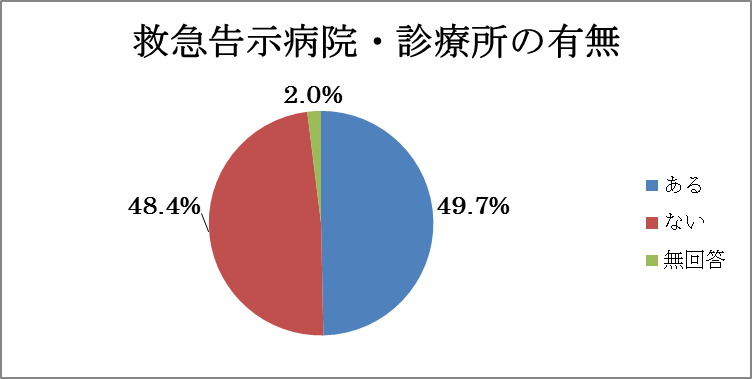 救急告示病院・診療所の有無
2.0%
48.4%
49.7%
ある
ない
無回答